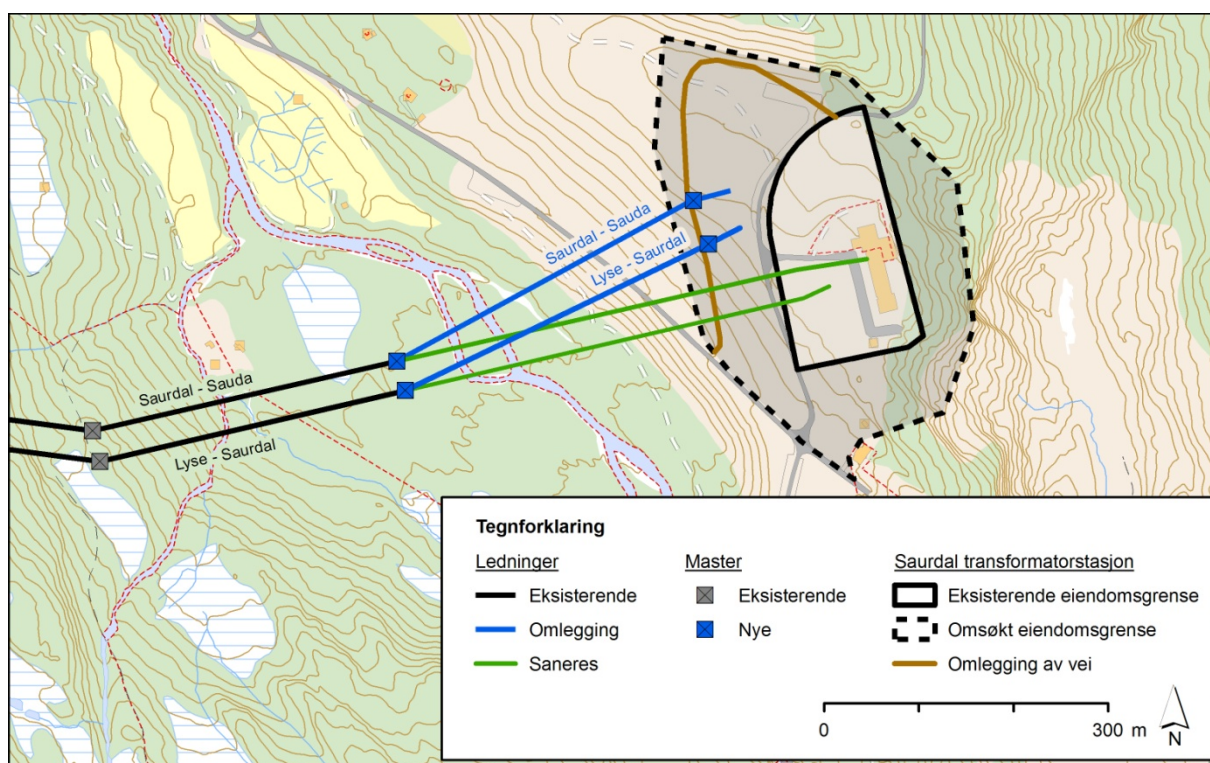 Saurdal - Sauda
Lyse - Saurdal
Saurdal - Sauda
Lyse - Saurdal
Tegnforklaring
Ledninger
Eksisterende
Omlegging
Saneres
Master
Eksisterende
Nye
Saurdal transformatorstasjon
Eksisterende eiendomsgrense
Omsøkt eiendomsgrense
Omlegging av vei
0 300 m
N